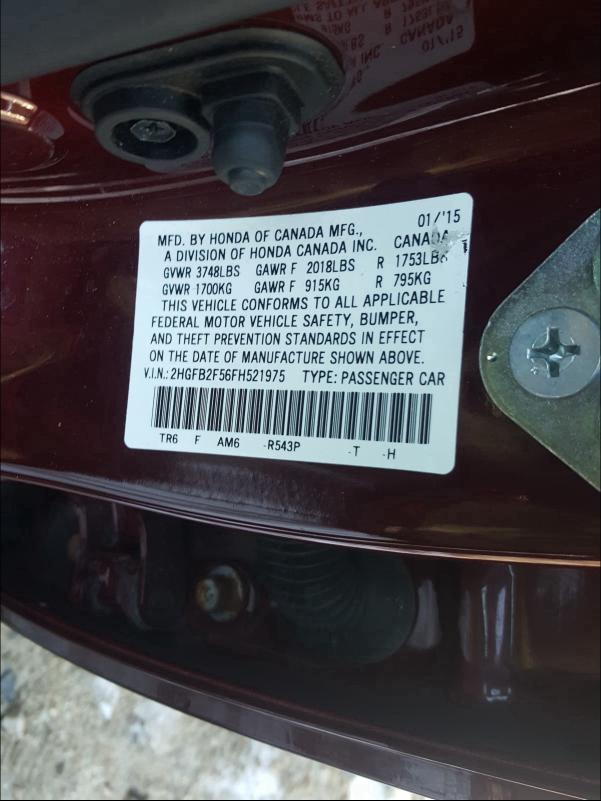 01/'15
MFD. BY HONDA OF CANADA MFG.,
A DIVISION OF HONDA CANADA INC. CANADA
GVWR 3748LBS GAWR F 2018LBS R 1753LBS
GVWR 1700KG GAWR F 915KG R 795KG
THIS VEHICLE CONFORMS TO ALL APPLICABLE
FEDERAL MOTOR VEHICLE SAFETY, BUMPER,
AND THEFT PREVENTION STANDARDS IN EFFECT
ON THE DATE OF MANUFACTURE SHOWN ABOVE.
V.I.N.: 2HGFB2F56FH521975 TYPE: PASSENGER CAR
TR6 F AM6 -R543P -T -H